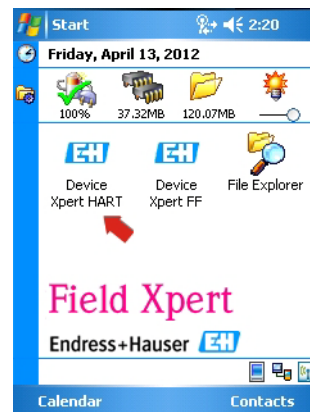 Start 2:20
Friday, April 13, 2012
100% 37.32MB 120.07MB
EH EH
Device Device File Explorer
Xpert HART Xpert FF
Field Xpert
Endress+Hauser EH
Calendar Contacts